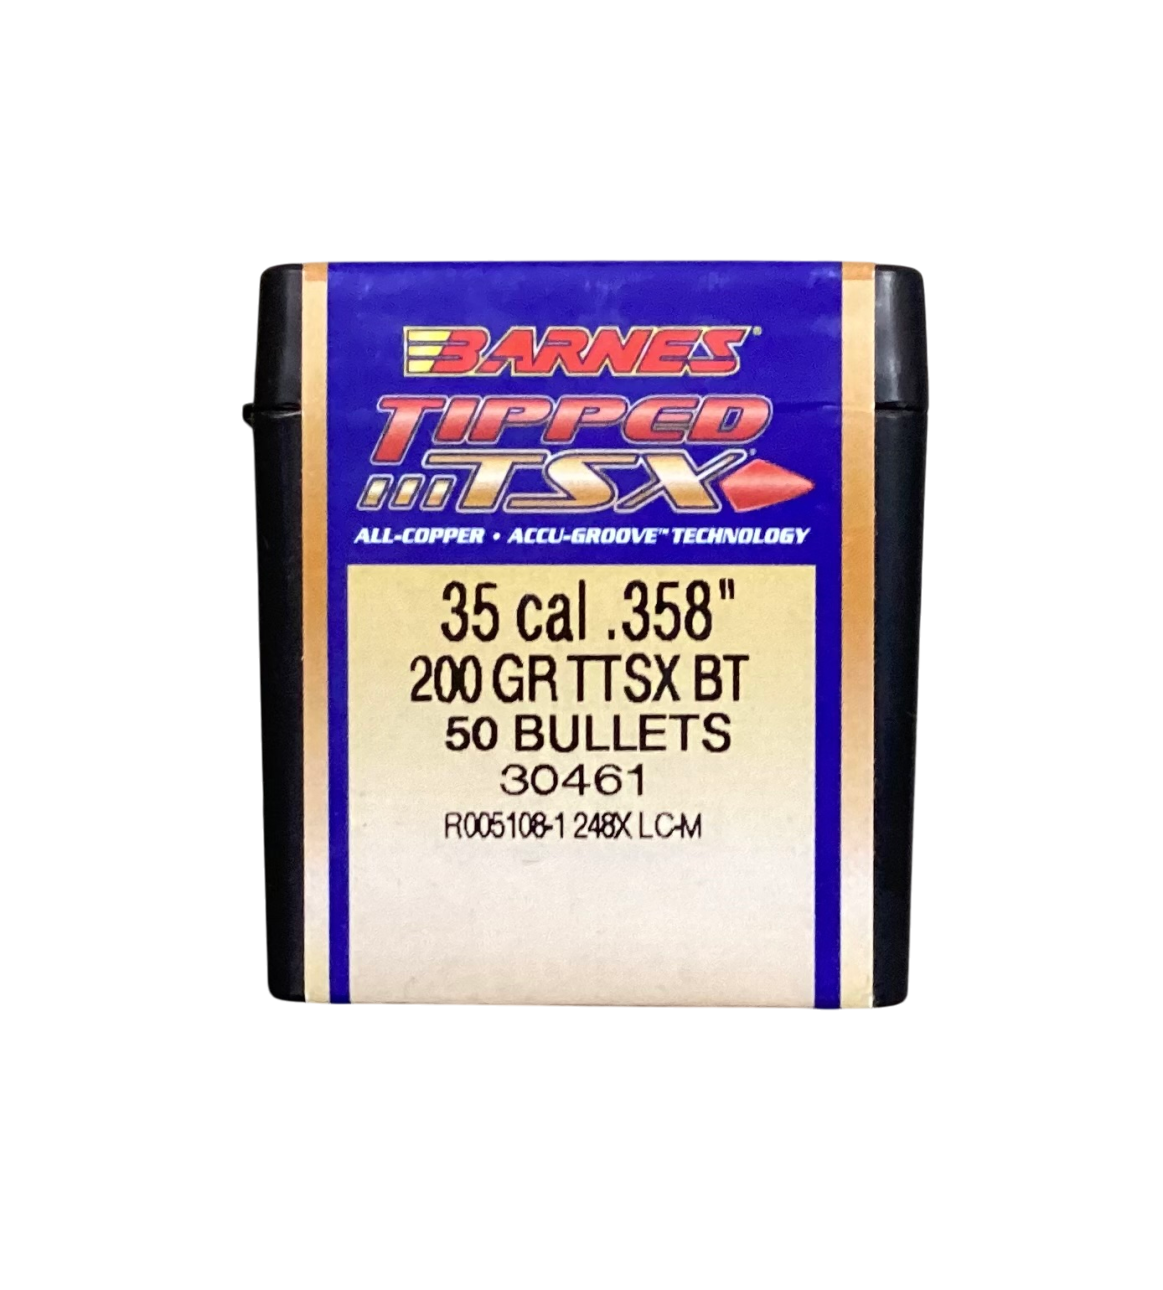 BARNES®
TIPPED
TSX®
ALL-COPPER • ACCU-GROOVE™ TECHNOLOGY
35 cal .358"
200 GR TTSX BT
50 BULLETS
30461
R005108-1 248X LC-M